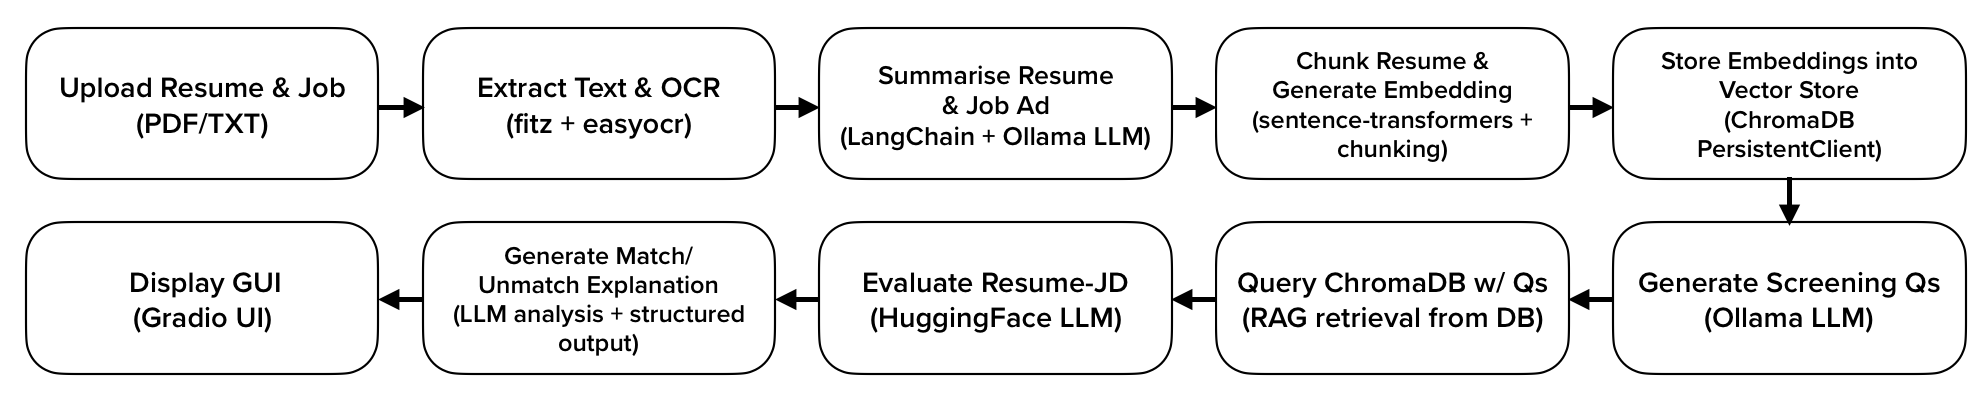 Upload Resume & Job
(PDF/TXT)
Extract Text & OCR
(fitz + easyocr)
Summarise Resume
& Job Ad
(LangChain + Ollama LLM)
Chunk Resume &
Generate Embedding
(sentence-transformers +
chunking)
Store Embeddings into
Vector Store
(ChromaDB
PersistentClient)
Generate Screening Qs
(Ollama LLM)
Query ChromaDB w/ Qs
(RAG retrieval from DB)
Evaluate Resume-JD
(HuggingFace LLM)
Generate Match/
Unmatch Explanation
(LLM analysis + structured
output)
Display GUI
(Gradio UI)